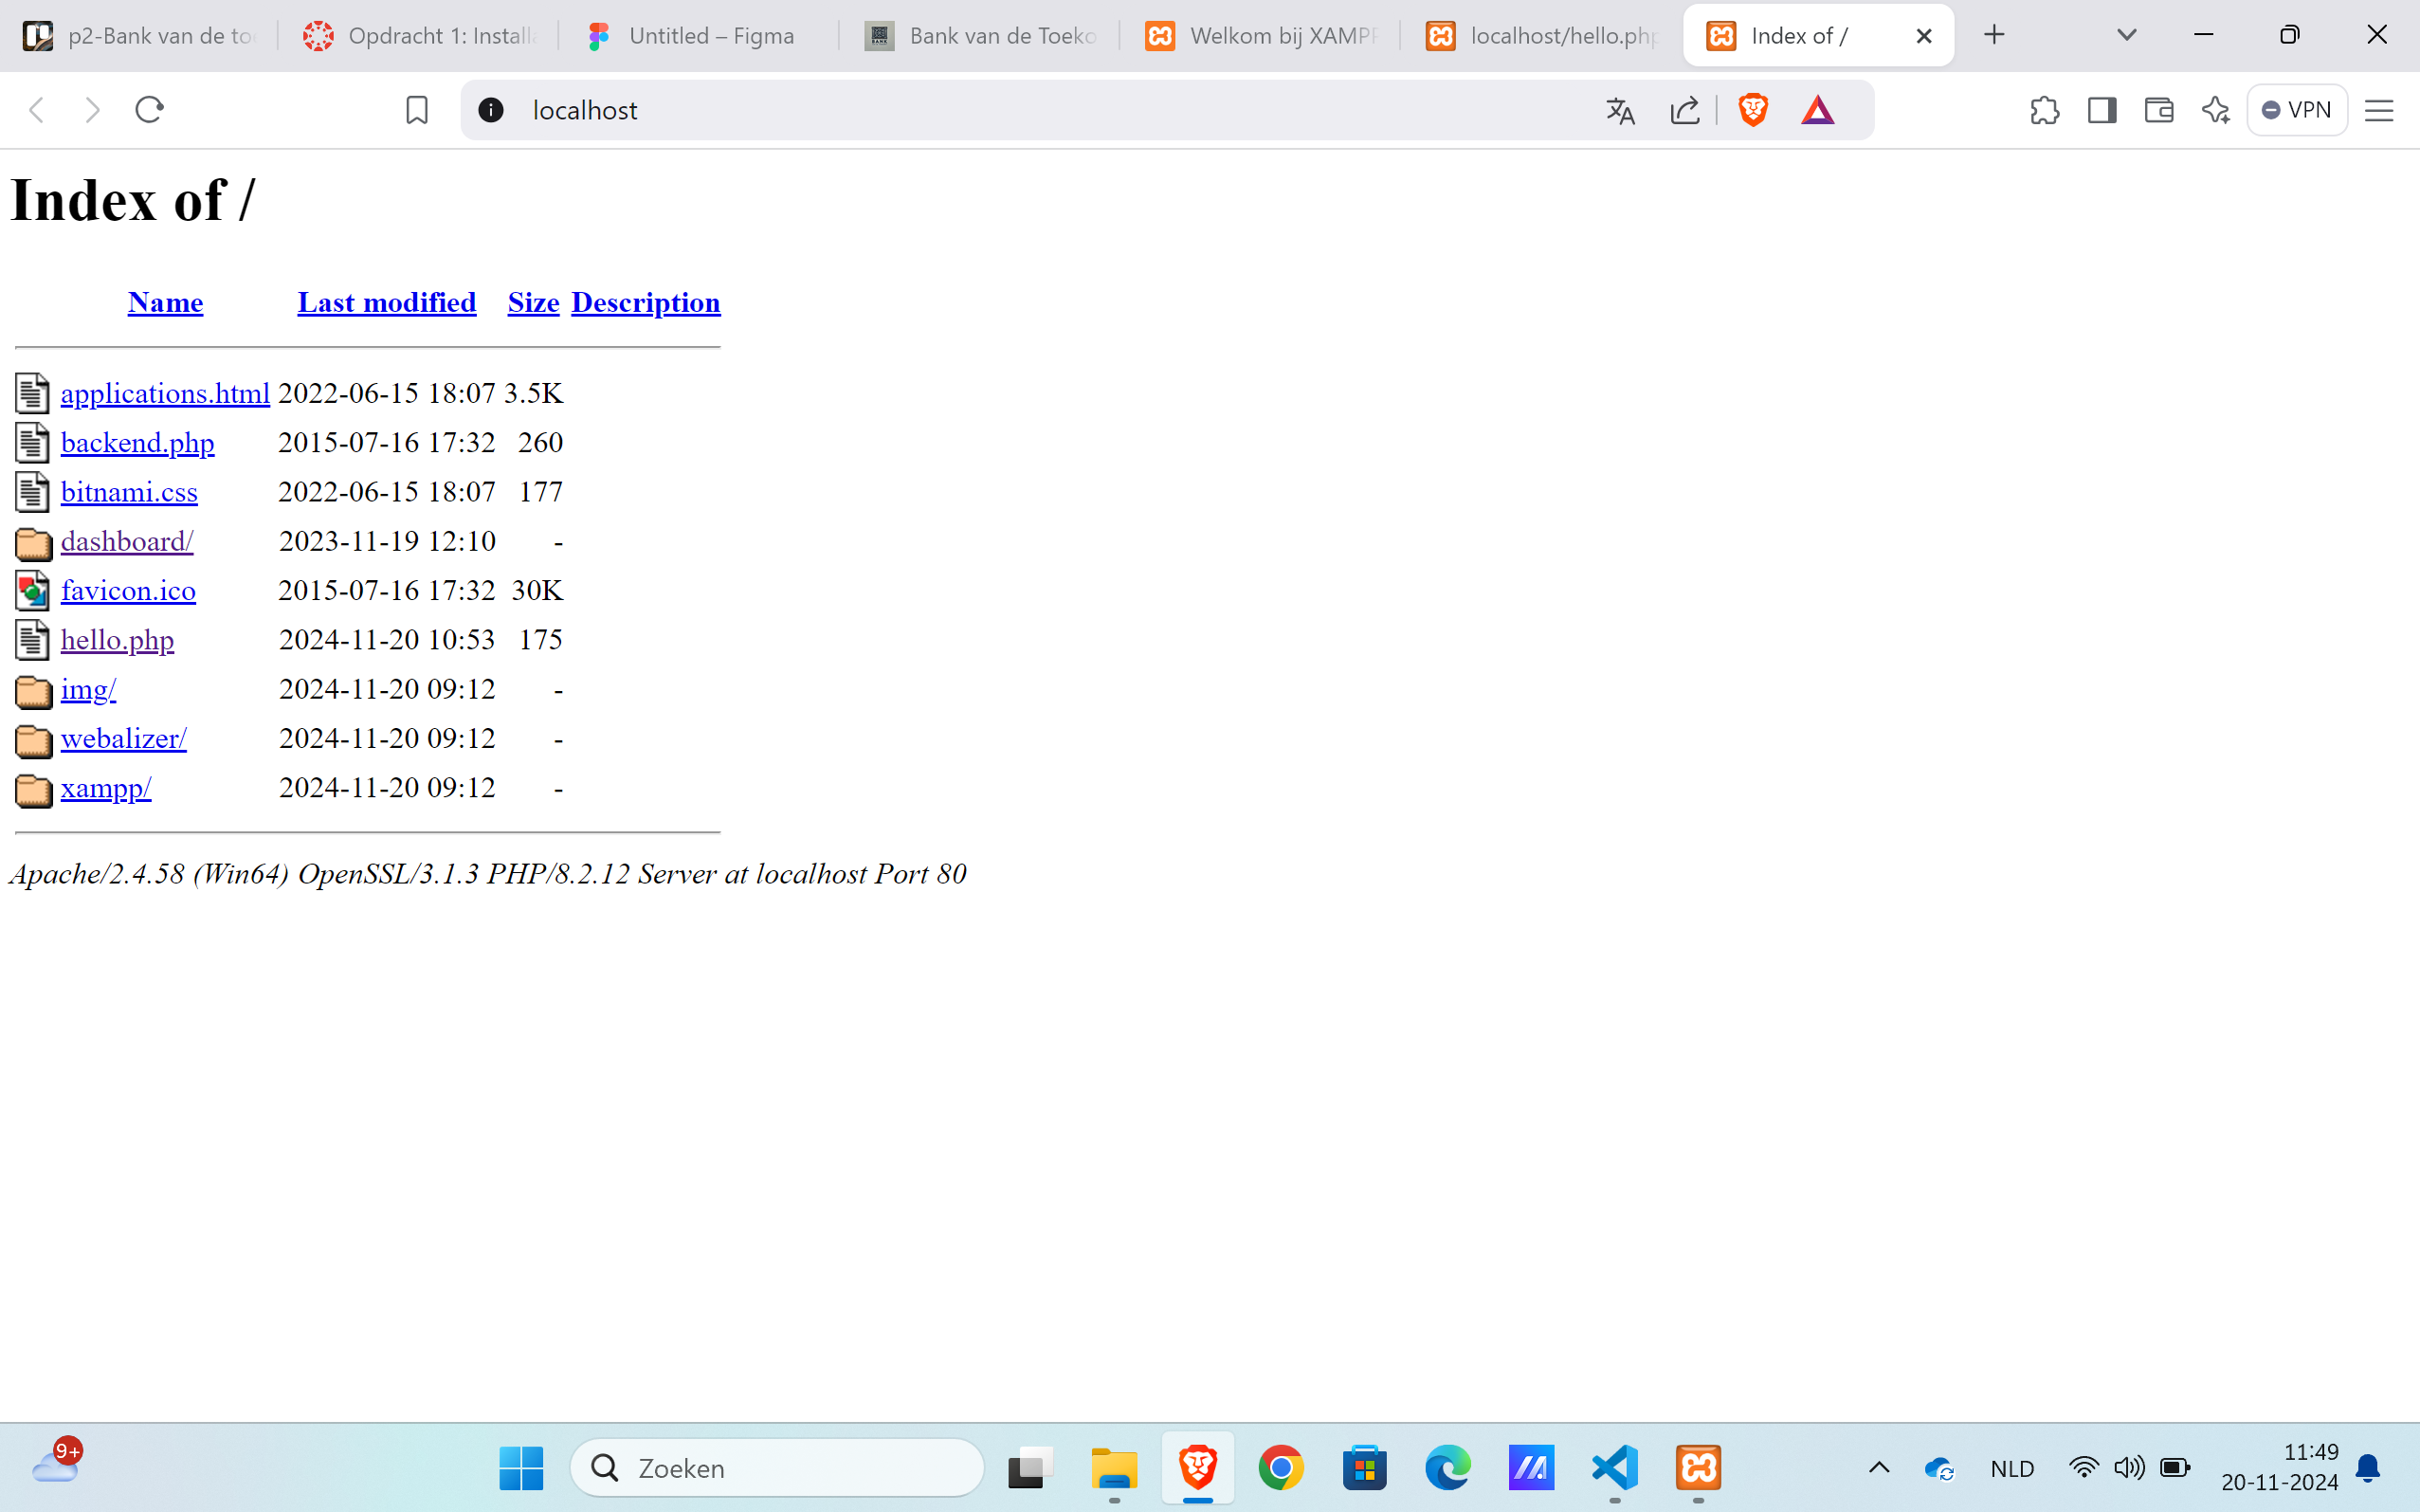 p2-Bank van de to
Opdracht 1: Install
Untitled – Figma
Bank van de Toeko
Welkom bij XAMPP
localhost/hello.php
Index of /
localhost
VPN
Index of /
Name Last modified Size Description
applications.html 2022-06-15 18:07 3.5K
backend.php 2015-07-16 17:32 260
bitnami.css 2022-06-15 18:07 177
dashboard/ 2023-11-19 12:10 -
favicon.ico 2015-07-16 17:32 30K
hello.php 2024-11-20 10:53 175
img/ 2024-11-20 09:12 -
webalizer/ 2024-11-20 09:12 -
xampp/ 2024-11-20 09:12 -
Apache/2.4.58 (Win64) OpenSSL/3.1.3 PHP/8.2.12 Server at localhost Port 80
9+
Zoeken
NLD
11:49
20-11-2024